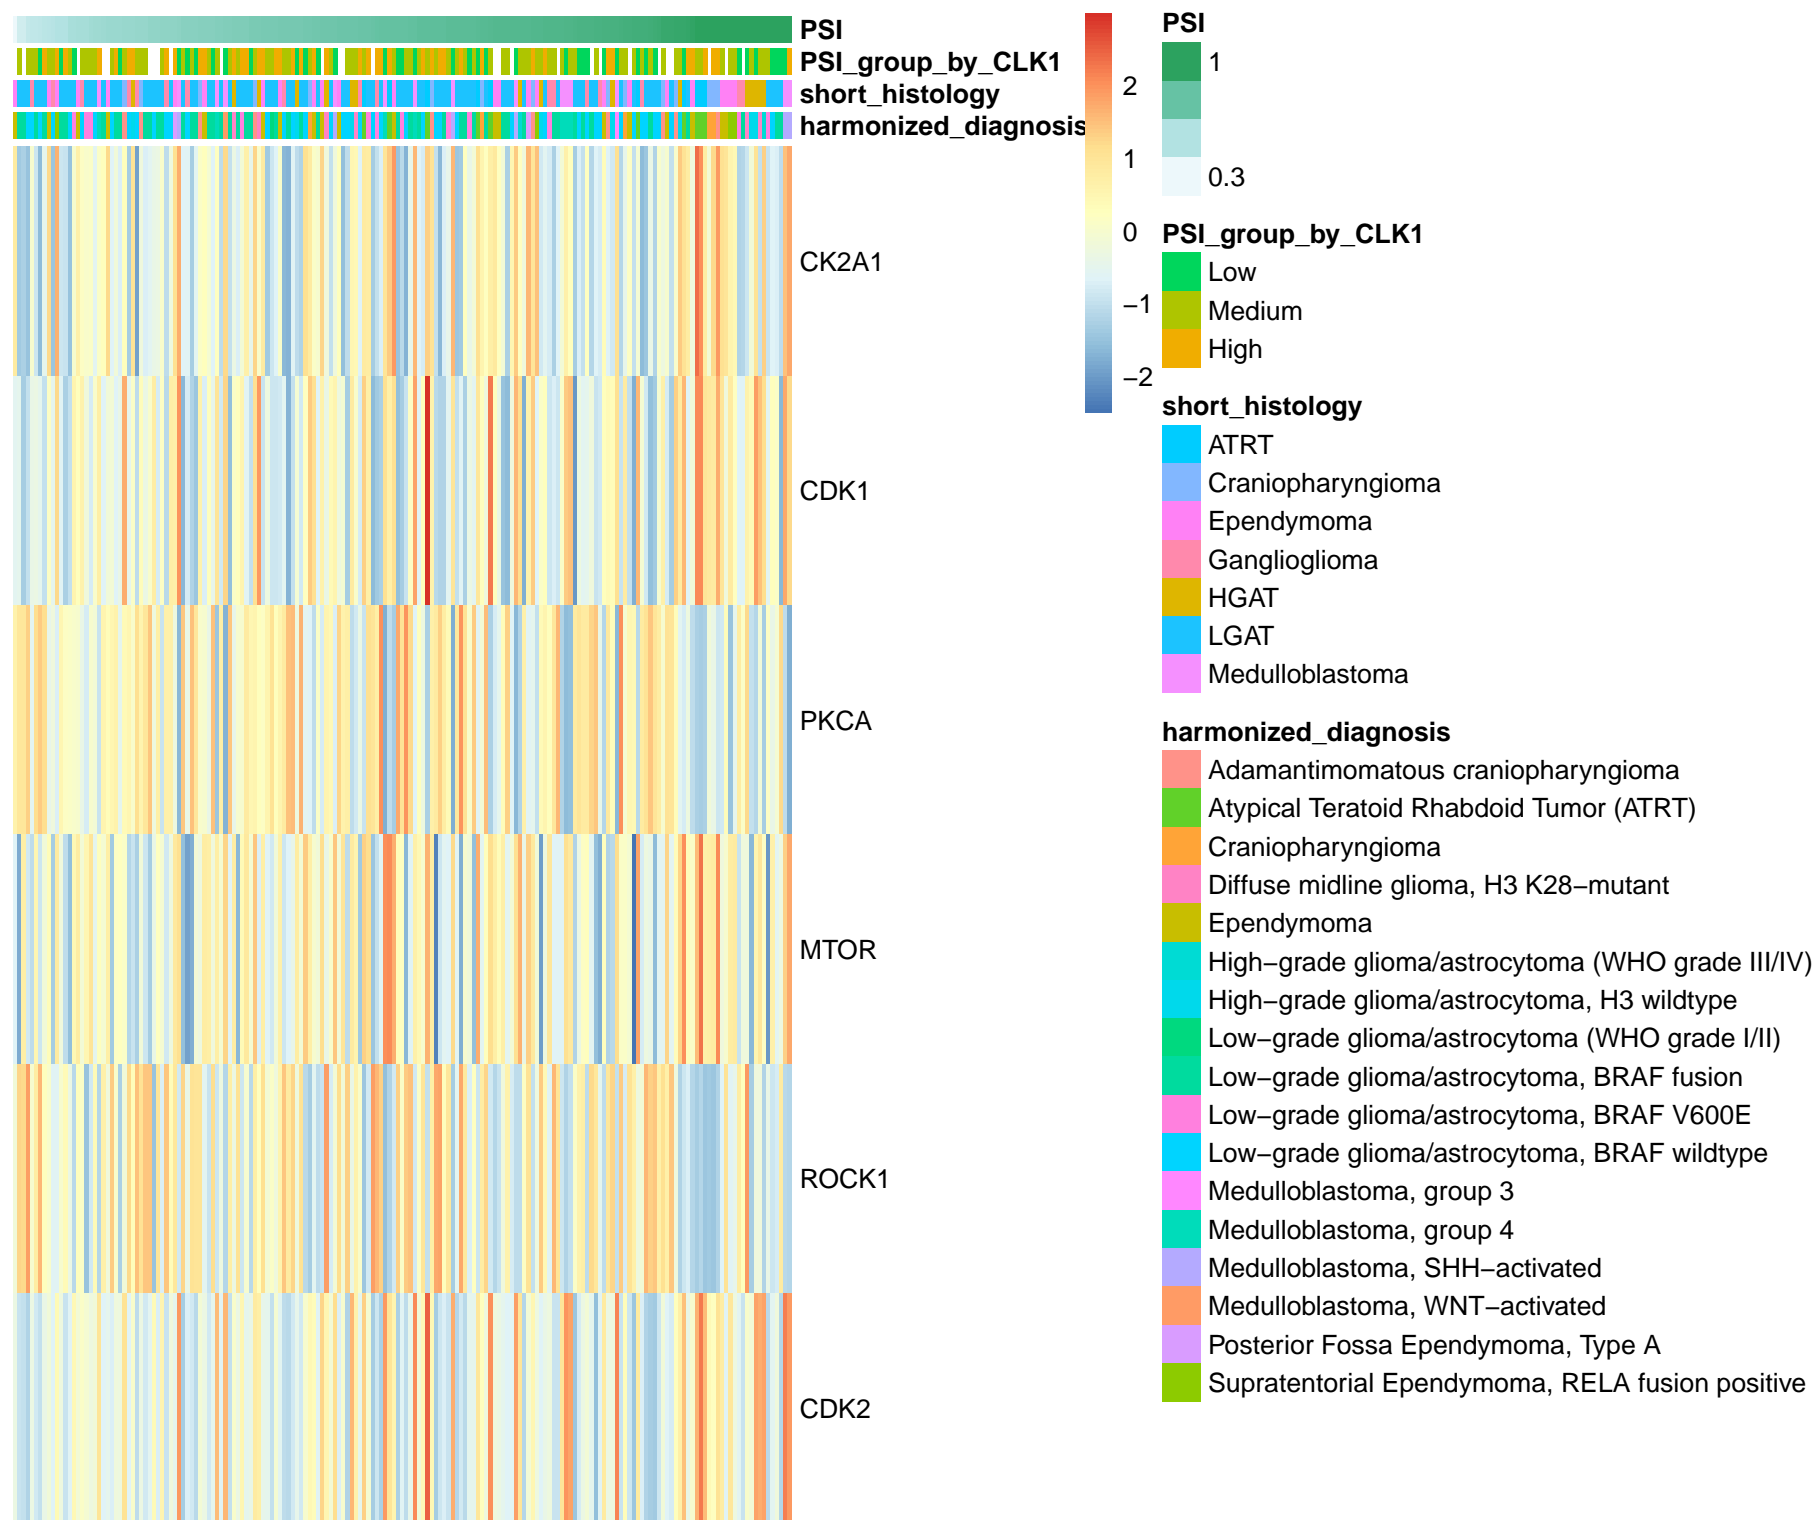 PSI
PSI_group_by_CLK1
short_histology
harmonized_diagnosis
CK2A1
CDK1
PKCA
MTOR
ROCK1
CDK2
2
1
0
−1
−2
PSI
1
0.3
PSI_group_by_CLK1
Low
Medium
High
short_histology
ATRT
Craniopharyngioma
Ependymoma
Ganglioglioma
HGAT
LGAT
Medulloblastoma
harmonized_diagnosis
Adamantimomatous craniopharyngioma
Atypical Teratoid Rhabdoid Tumor (ATRT)
Craniopharyngioma
Diffuse midline glioma, H3 K28−mutant
Ependymoma
High−grade glioma/astrocytoma (WHO grade III/IV)
High−grade glioma/astrocytoma, H3 wildtype
Low−grade glioma/astrocytoma (WHO grade I/II)
Low−grade glioma/astrocytoma, BRAF fusion
Low−grade glioma/astrocytoma, BRAF V600E
Low−grade glioma/astrocytoma, BRAF wildtype
Medulloblastoma, group 3
Medulloblastoma, group 4
Medulloblastoma, SHH−activated
Medulloblastoma, WNT−activated
Posterior Fossa Ependymoma, Type A
Supratentorial Ependymoma, RELA fusion positive